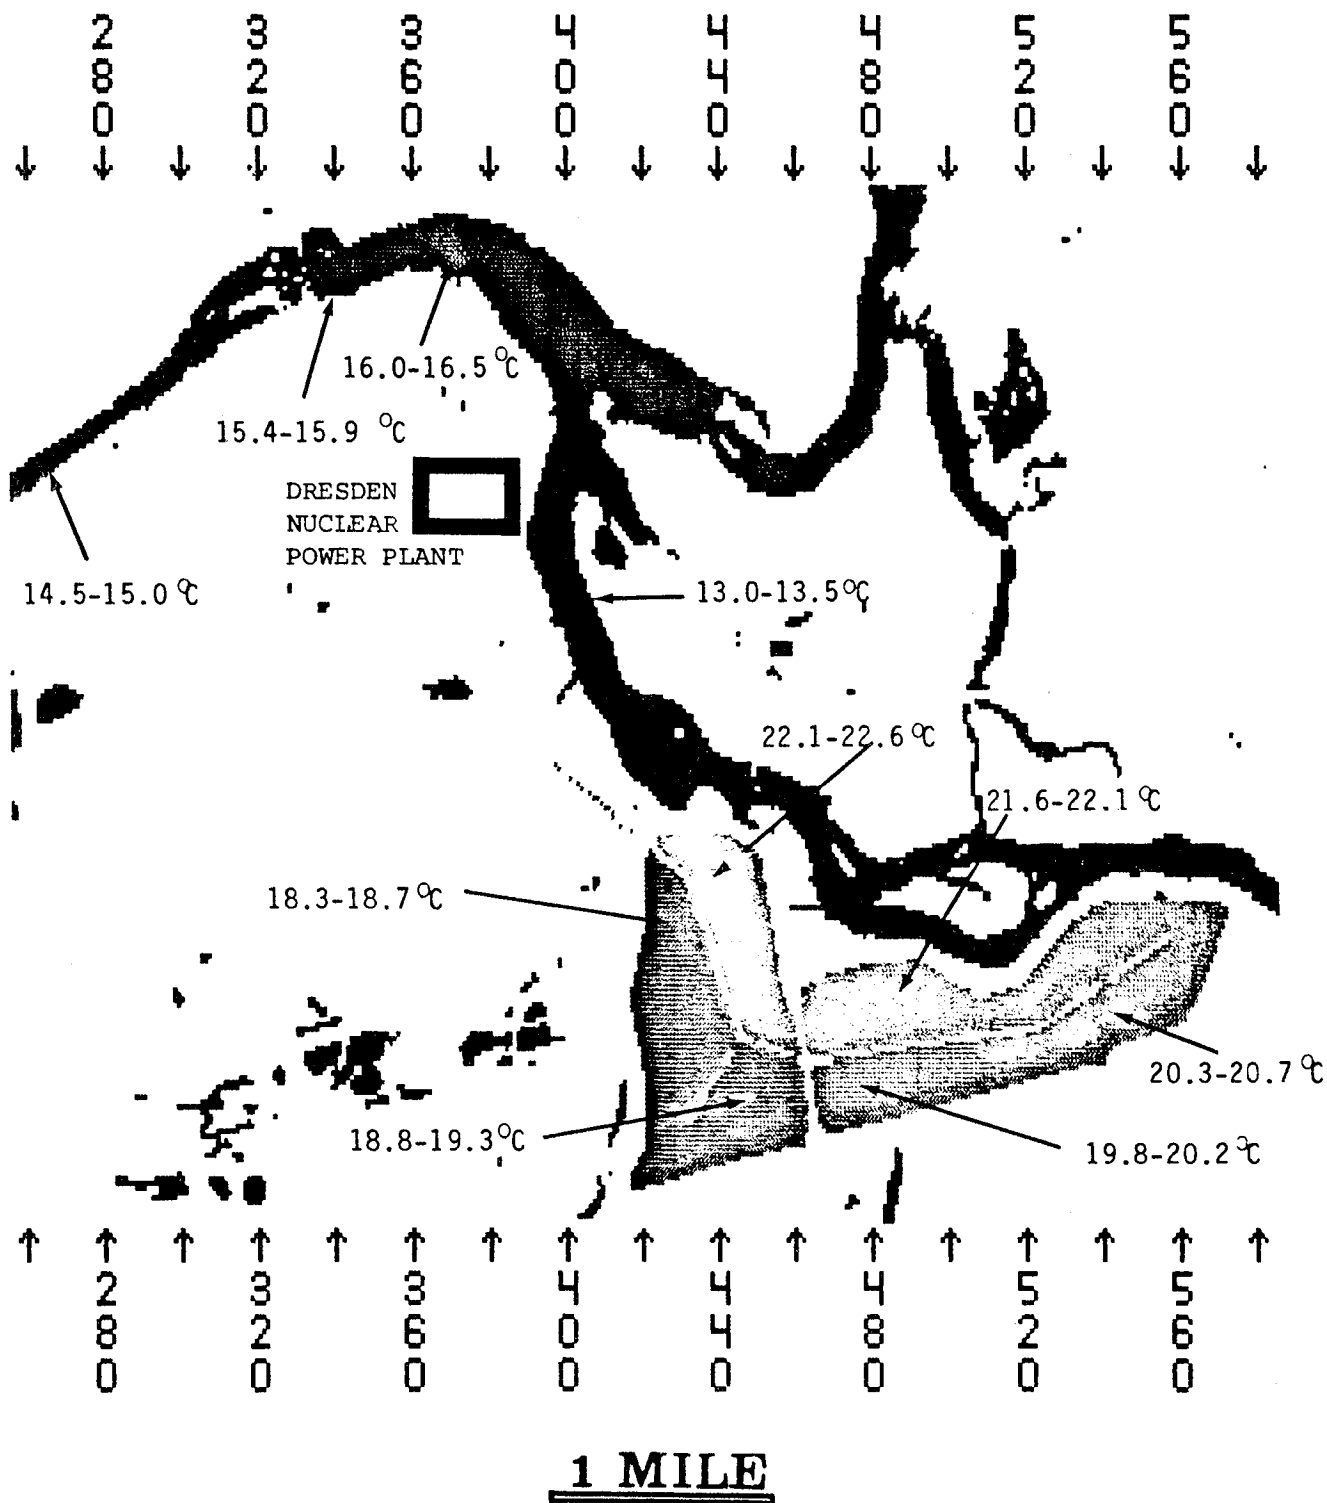 280 320 360 400 440 480 520 560
16.0-16.5 °C
15.4-15.9 °C
DRESDEN
NUCLEAR
POWER PLANT
14.5-15.0 °C
13.0-13.5 °C
22.1-22.6 °C
21.6-22.1 °C
18.3-18.7 °C
20.3-20.7 °C
18.8-19.3 °C
19.8-20.2 °C
280 320 360 400 440 480 520 560
1 MILE